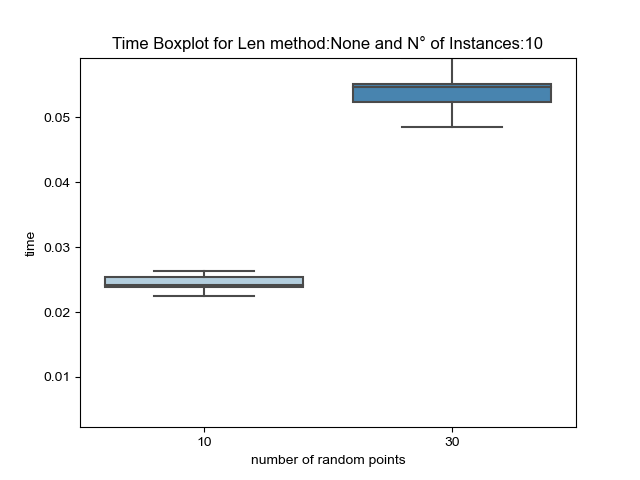 Time Boxplot for Len method:None and N° of Instances:10
0.05
0.04
0.03
0.02
0.01
time
10 30
number of random points